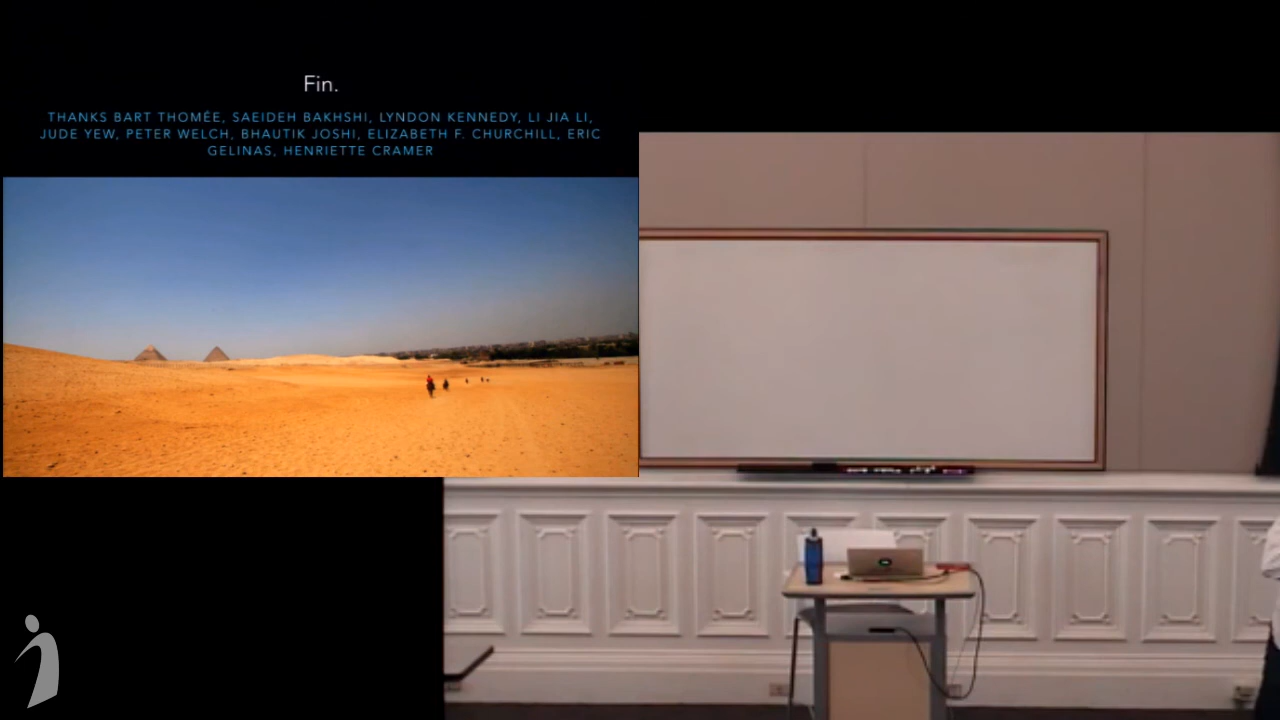 Fin.
THANKS BART THOMÉE, SAEIDEH BAKHSHI, LYNDON KENNEDY, LI JIA LI,
JUDE YEW, PETER WELCH, BHAUTIK JOSHI, ELIZABETH F. CHURCHILL, ERIC
GELINAS, HENRIETTE CRAMER